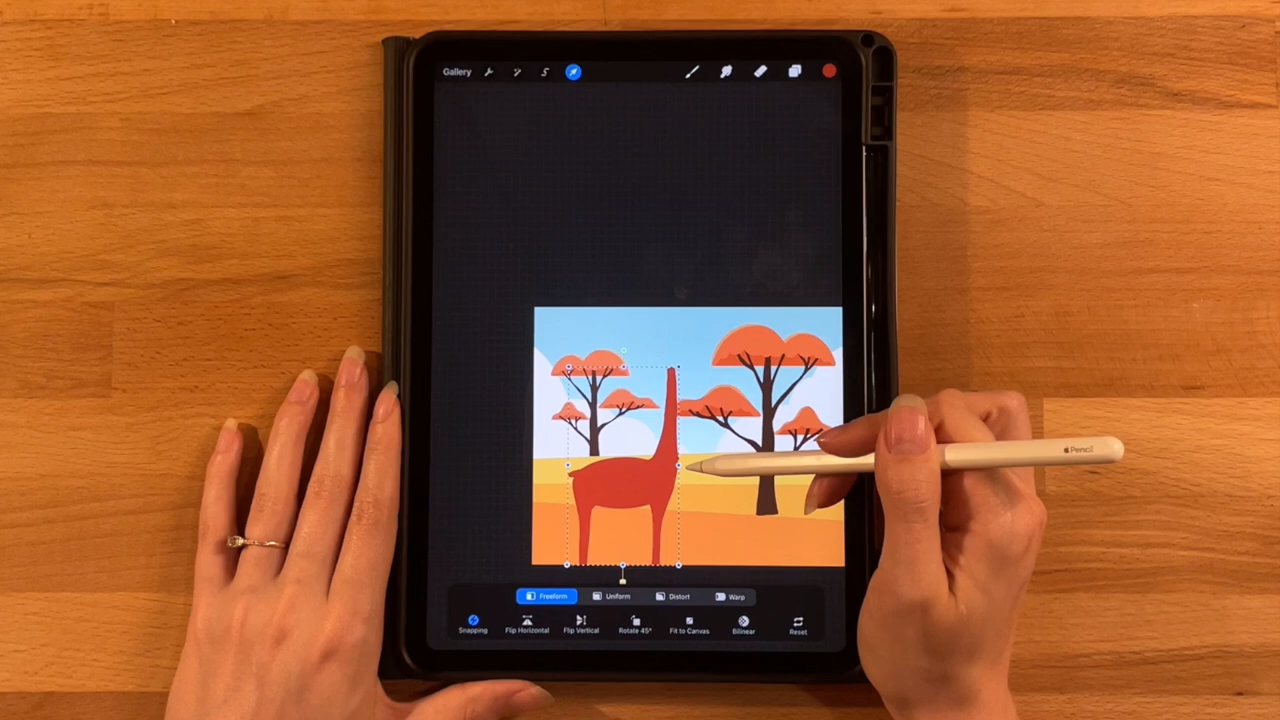 Gallery
Pencil
Freeform Uniform Distort Warp
Snapping Flip Horizontal Flip Vertical Rotate 45° Fit to Canvas Bilinear Reset